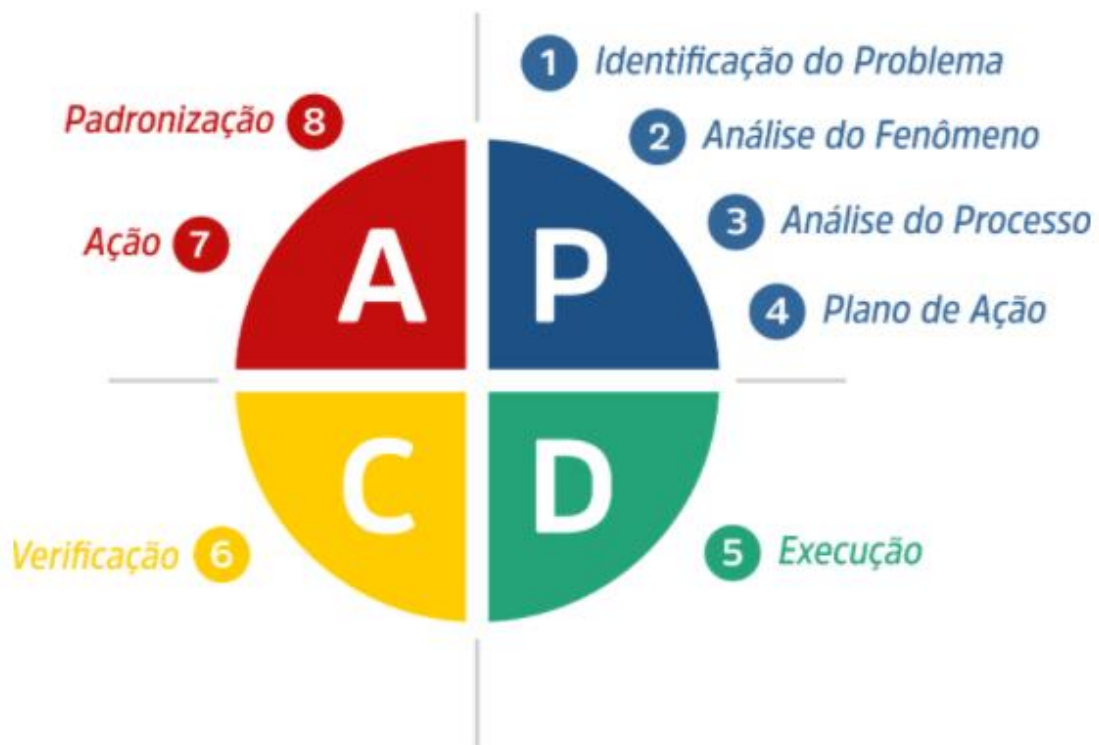 1 Identificação do Problema
2 Análise do Fenômeno
3 Análise do Processo
4 Plano de Ação
5 Execução
Verificação 6
Ação 7
Padronização 8
A P
C D